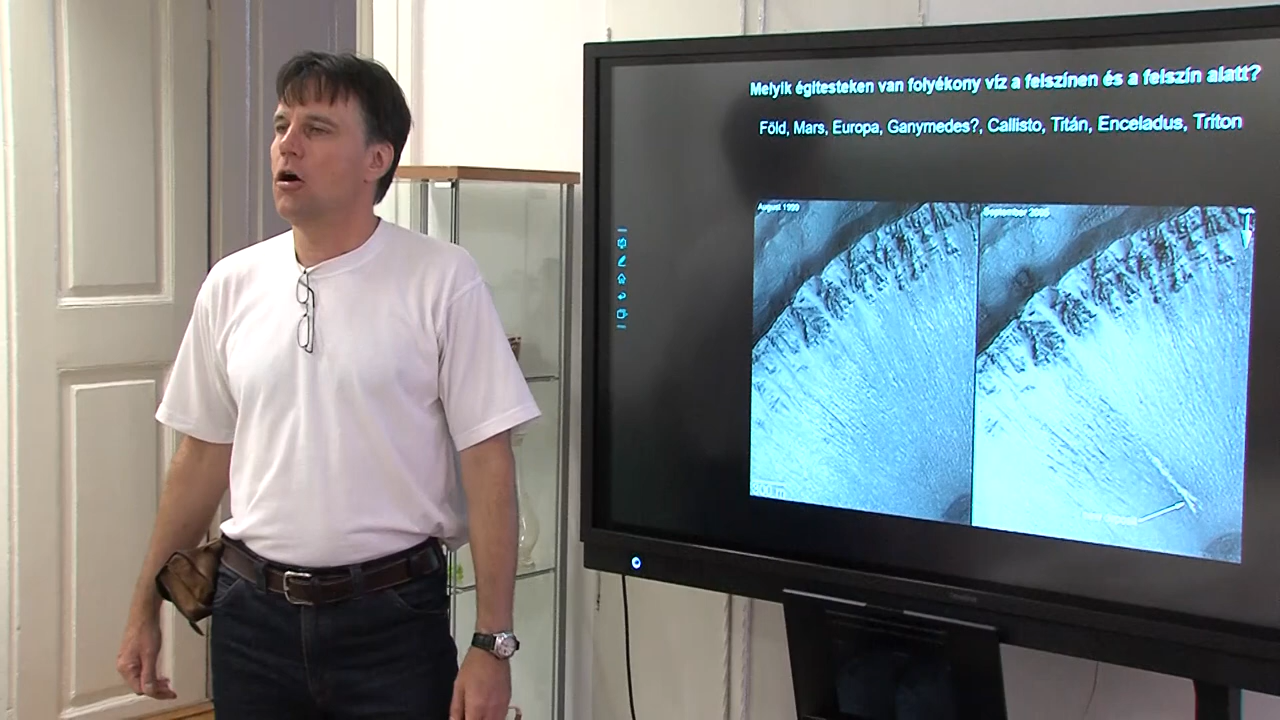 Melyik égitesteken van folyékony víz a felszínen és a felszín alatt?
Föld, Mars, Europa, Ganymedes?, Callisto, Titán, Enceladus, Triton
August 1999
September 2005